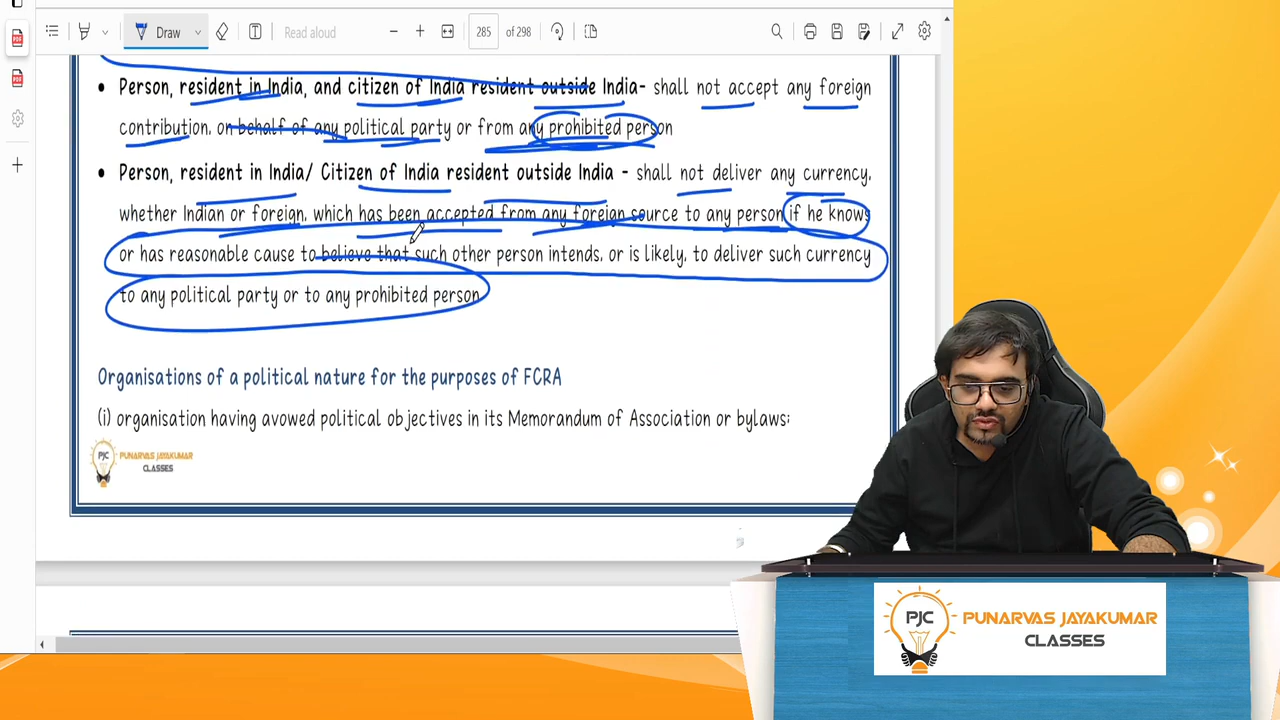 Draw
Read aloud
285 of 298
Person, resident in India, and citizen of India resident outside India- shall not accept any foreign
contribution, on behalf of any political party or from any prohibited person
Person, resident in India/ Citizen of India resident outside India - shall not deliver any currency,
whether Indian or foreign, which has been accepted from any foreign source to any person if he knows
or has reasonable cause to believe that such other person intends, or is likely, to deliver such currency
to any political party or to any prohibited person
Organisations of a political nature for the purposes of FCRA
(i) organisation having avowed political objectives in its Memorandum of Association or bylaws;
PJC
PUNARVAS JAYAKUMAR
CLASSES
PJC
PUNARVAS JAYAKUMAR
CLASSES